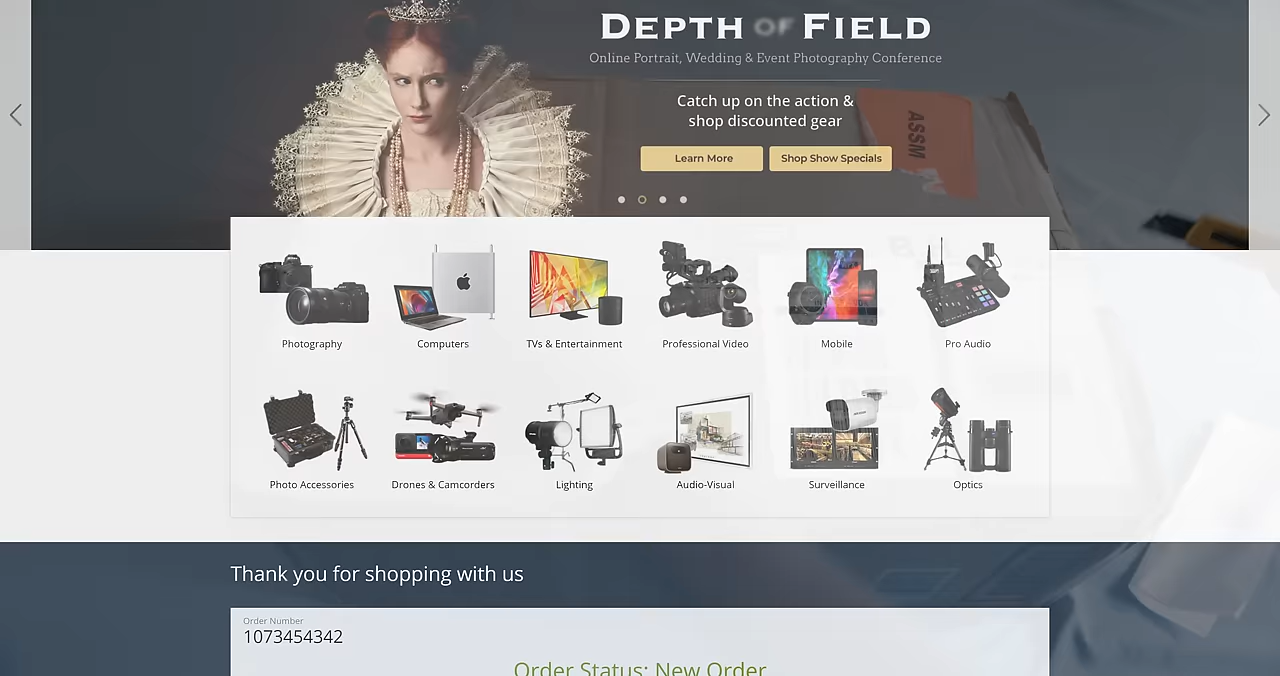 DEPTH OF FIELD
Online Portrait, Wedding & Event Photography Conference
Catch up on the action &
shop discounted gear
Learn More
Shop Show Specials
ASSM
Photography
Computers
TVs & Entertainment
Professional Video
Mobile
Pro Audio
Photo Accessories
Drones & Camcorders
Lighting
Audio-Visual
Surveillance
Optics
Thank you for shopping with us
Order Number
1073454342
Order Status: New Order